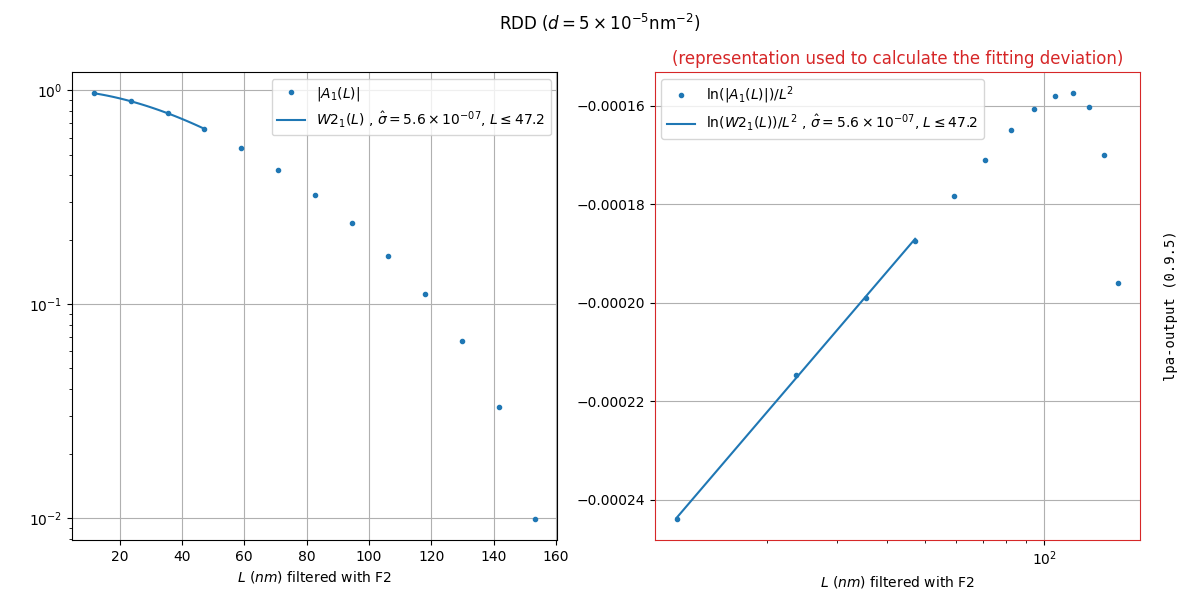 RDD (d = 5 × 10⁻⁵nm⁻²)
|A₁(L)|
W2₁(L) , σ̂ = 5.6 × 10⁻⁰⁷, L ≤ 47.2
10⁰
10⁻¹
10⁻²
20 40 60 80 100 120 140 160
L (nm) filtered with F2
(representation used to calculate the fitting deviation)
ln(|A₁(L)|)/L²
ln(W2₁(L))/L² , σ̂ = 5.6 × 10⁻⁰⁷, L ≤ 47.2
−0.00016
−0.00018
−0.00020
−0.00022
−0.00024
10²
L (nm) filtered with F2
lpa-output (0.9.5)